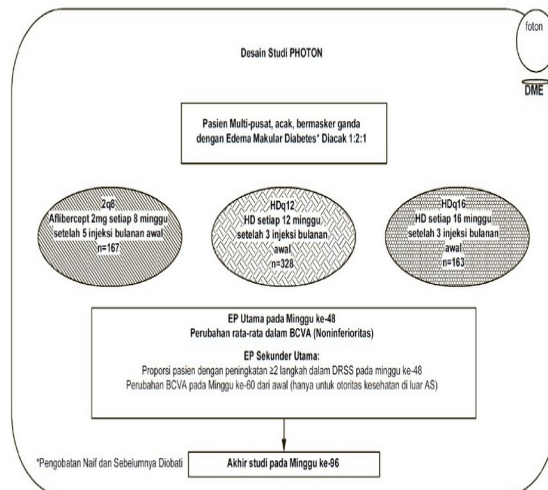 foton
DME
Desain Studi PHOTON
Pasien Multi-pusat, acak, bermasker ganda
dengan Edema Makular Diabetes* Diacak 1:2:1
2q8
Aflibercept 2mg setiap 8 minggu
setelah 5 injeksi bulanan awal
n=167
HDq12
HD setiap 12 minggu
setelah 3 injeksi bulanan
awal
n=328
HDq16
HD setiap 16 minggu
setelah 3 injeksi bulanan
awal
n=163
EP Utama pada Minggu ke-48
Perubahan rata-rata dalam BCVA (Noninferioritas)
EP Sekunder Utama:
Proporsi pasien dengan peningkatan ≥2 langkah dalam DRSS pada minggu ke-48
Perubahan BCVA pada Minggu ke-60 dari awal (hanya untuk otoritas kesehatan di luar AS)
*Pengobatan Naif dan Sebelumnya Diobati
Akhir studi pada Minggu ke-96